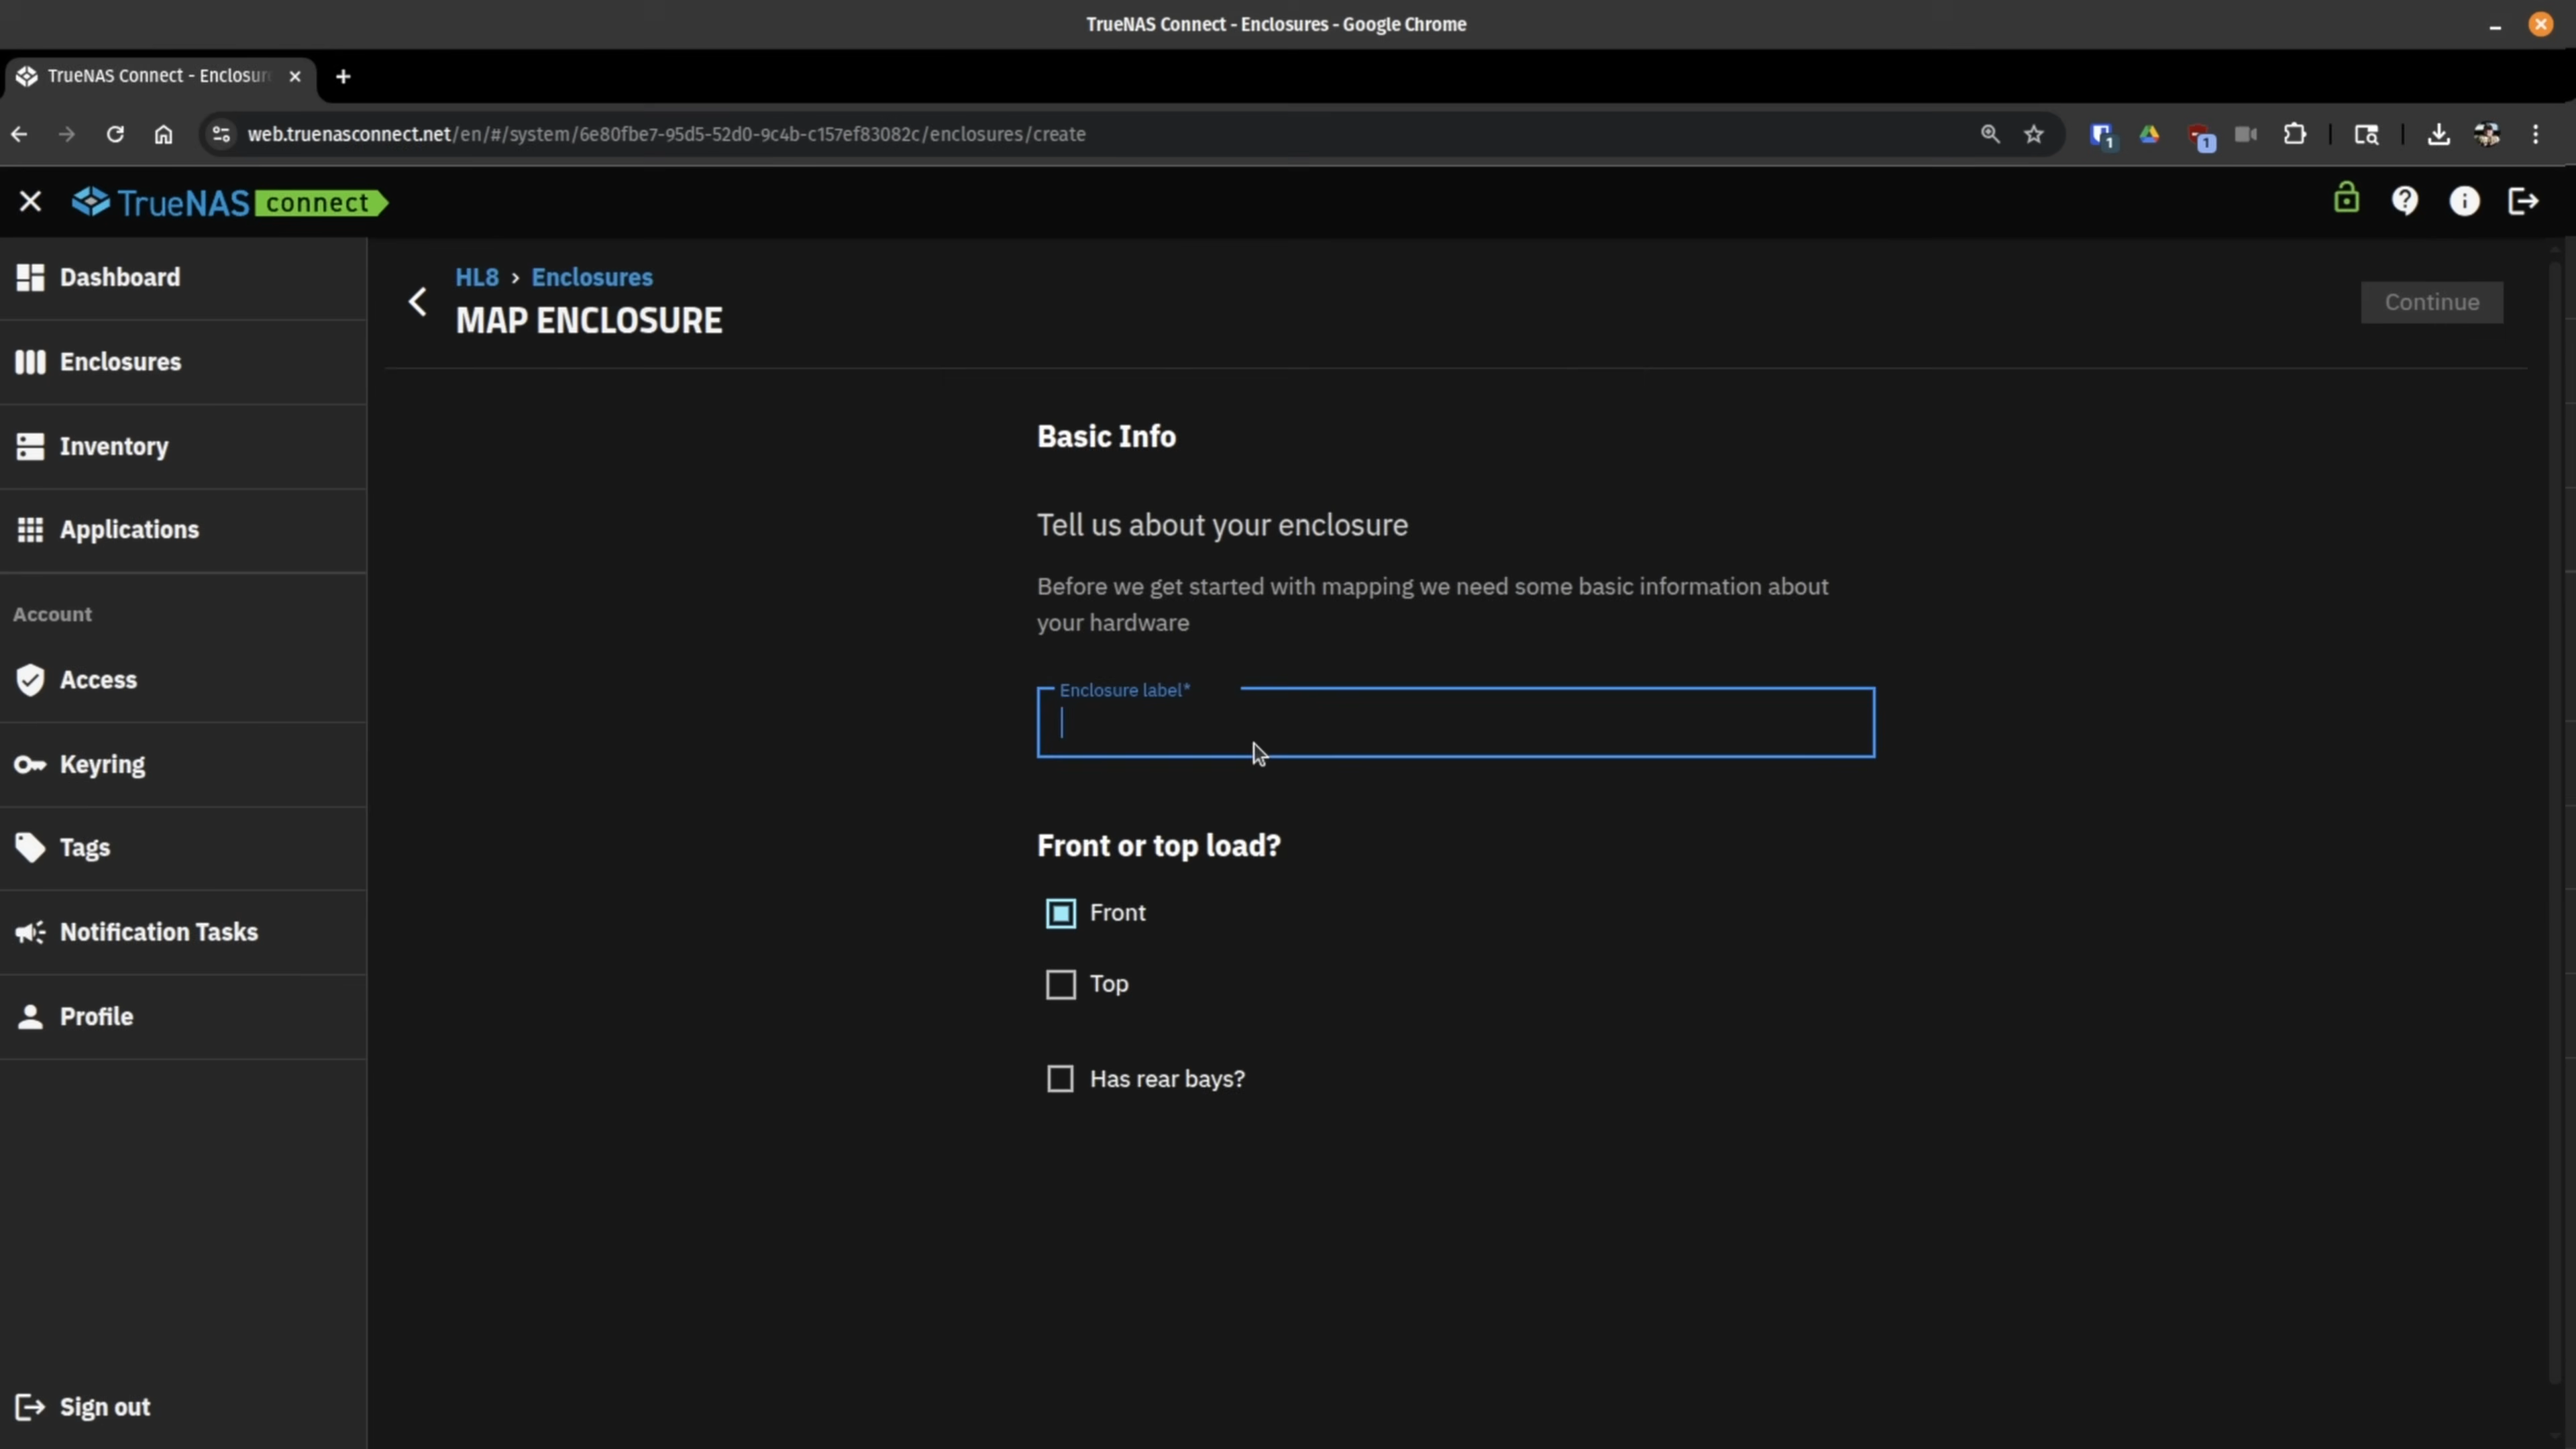 TrueNAS Connect - Enclosures - Google Chrome
TrueNAS Connect - Enclosur
web.truenasconnect.net/en/#/system/6e80fbe7-95d5-52d0-9c4b-c157ef83082c/enclosures/create
1
1
TrueNAS connect
Dashboard
Enclosures
Inventory
Applications
Account
Access
Keyring
Tags
Notification Tasks
Profile
Sign out
HL8 › Enclosures
MAP ENCLOSURE
Continue
Basic Info
Tell us about your enclosure
Before we get started with mapping we need some basic information about
your hardware
Enclosure label*
Front or top load?
Front
Top
Has rear bays?